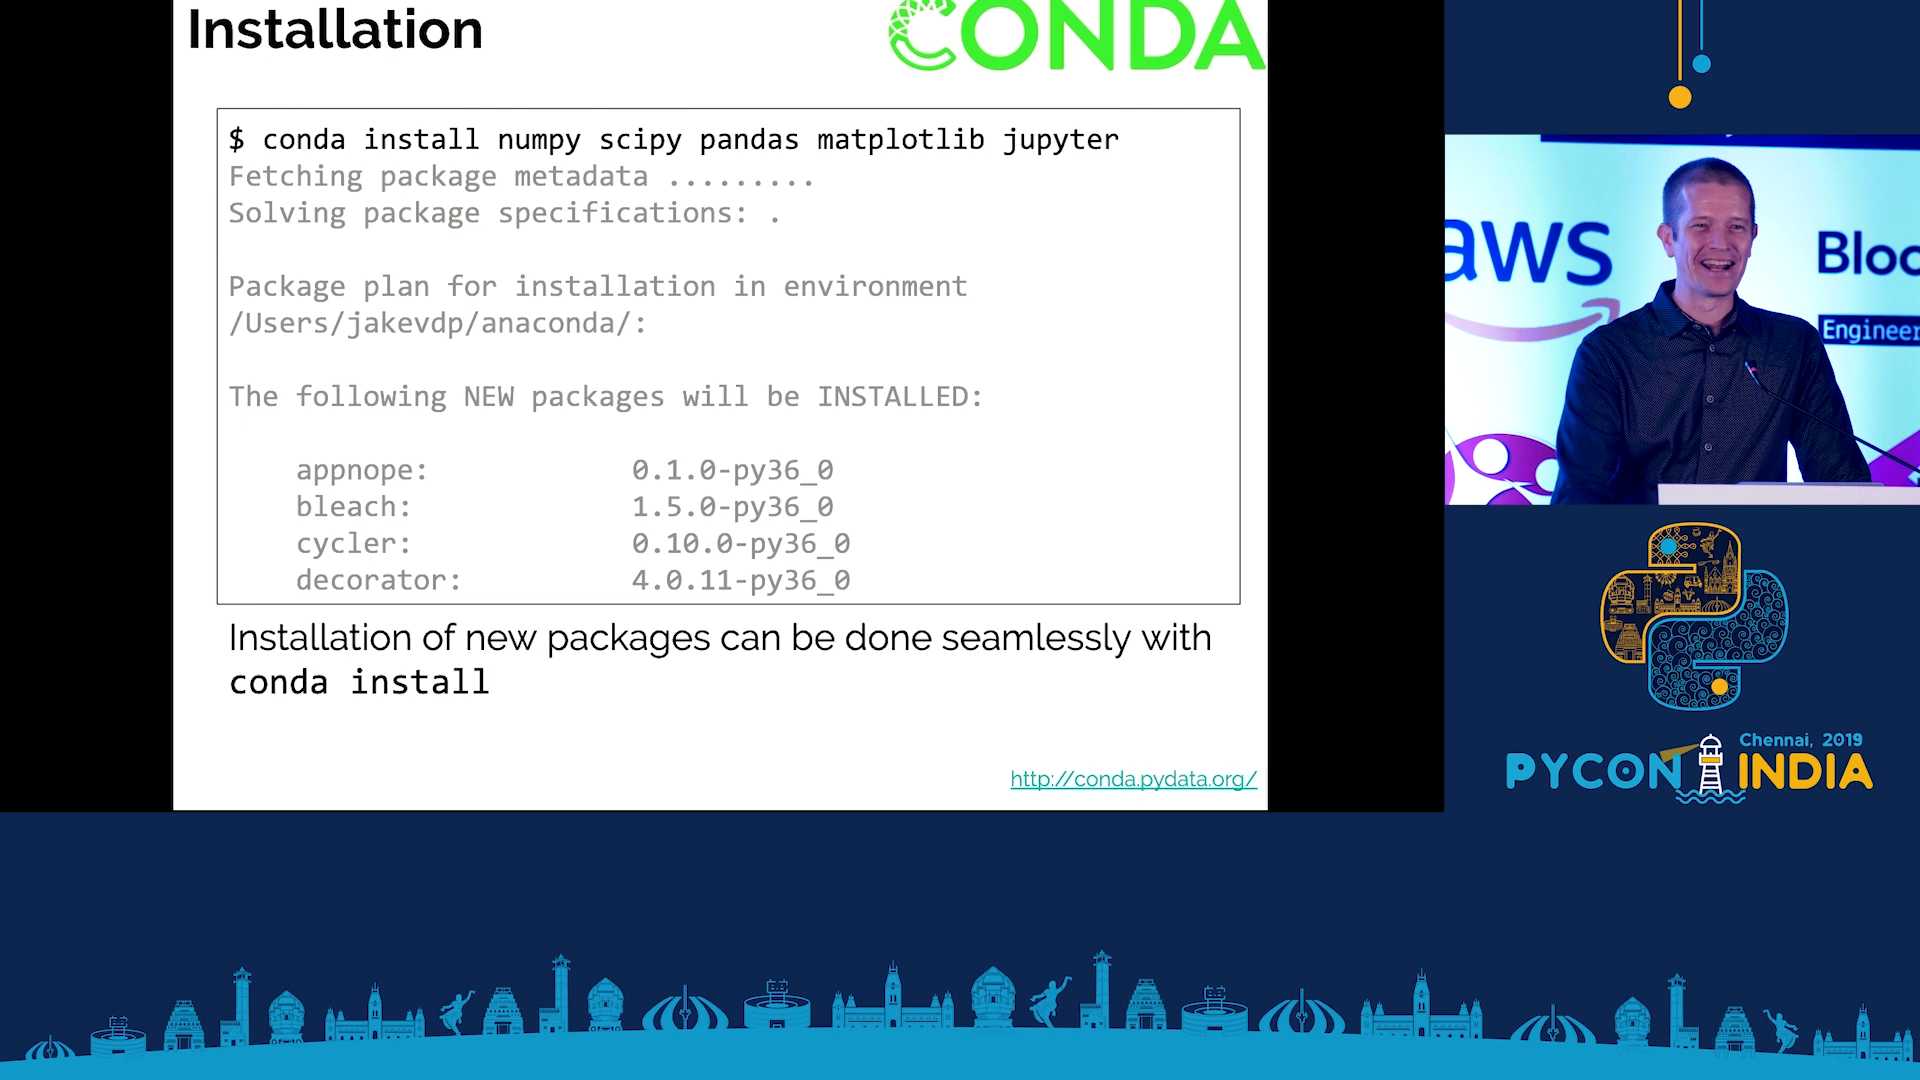 Installation
CONDA
$ conda install numpy scipy pandas matplotlib jupyter
Fetching package metadata .........
Solving package specifications: .
Package plan for installation in environment
/Users/jakevdp/anaconda/:
The following NEW packages will be INSTALLED:
appnope: 0.1.0-py36_0
bleach: 1.5.0-py36_0
cycler: 0.10.0-py36_0
decorator: 4.0.11-py36_0
Installation of new packages can be done seamlessly with
conda install
http://conda.pydata.org/
aws
Bloo
Engineer
Chennai, 2019
PYCON INDIA